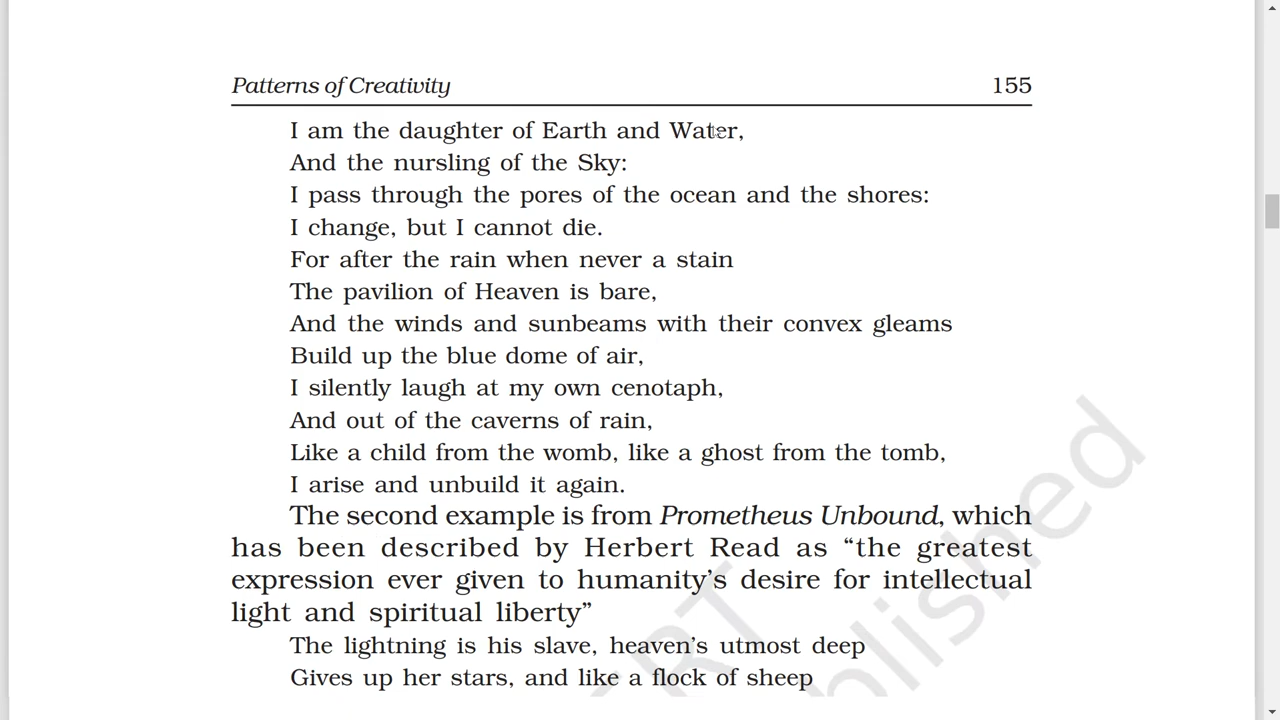 Patterns of Creativity 155
I am the daughter of Earth and Water,
And the nursling of the Sky:
I pass through the pores of the ocean and the shores:
I change, but I cannot die.
For after the rain when never a stain
The pavilion of Heaven is bare,
And the winds and sunbeams with their convex gleams
Build up the blue dome of air,
I silently laugh at my own cenotaph,
And out of the caverns of rain,
Like a child from the womb, like a ghost from the tomb,
I arise and unbuild it again.
The second example is from Prometheus Unbound, which
has been described by Herbert Read as “the greatest
expression ever given to humanity’s desire for intellectual
light and spiritual liberty”
The lightning is his slave, heaven’s utmost deep
Gives up her stars, and like a flock of sheep